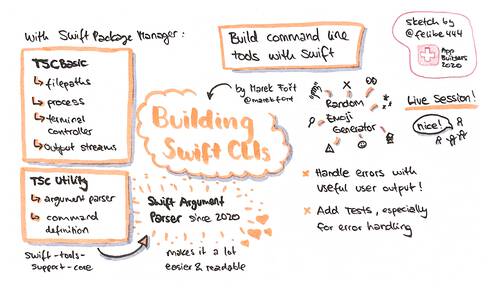 With Swift Package Manager:
TSCBasic
filepaths
process
terminal
controller
Output streams
TSC Utility
argument parser
command
definition
Swift-tools-
support-core
Build command line
tools with Swift
by Marek Fořt
@marekfort
Building
Swift CLIs
Swift Argument
Parser since 2020
makes it a lot
easier & readable
sketch by
@felibe444
App
Builders
2020
Random
Emoji
Generator
Live Session!
nice!
Handle errors with
useful user output!
Add Tests, especially
for error handling